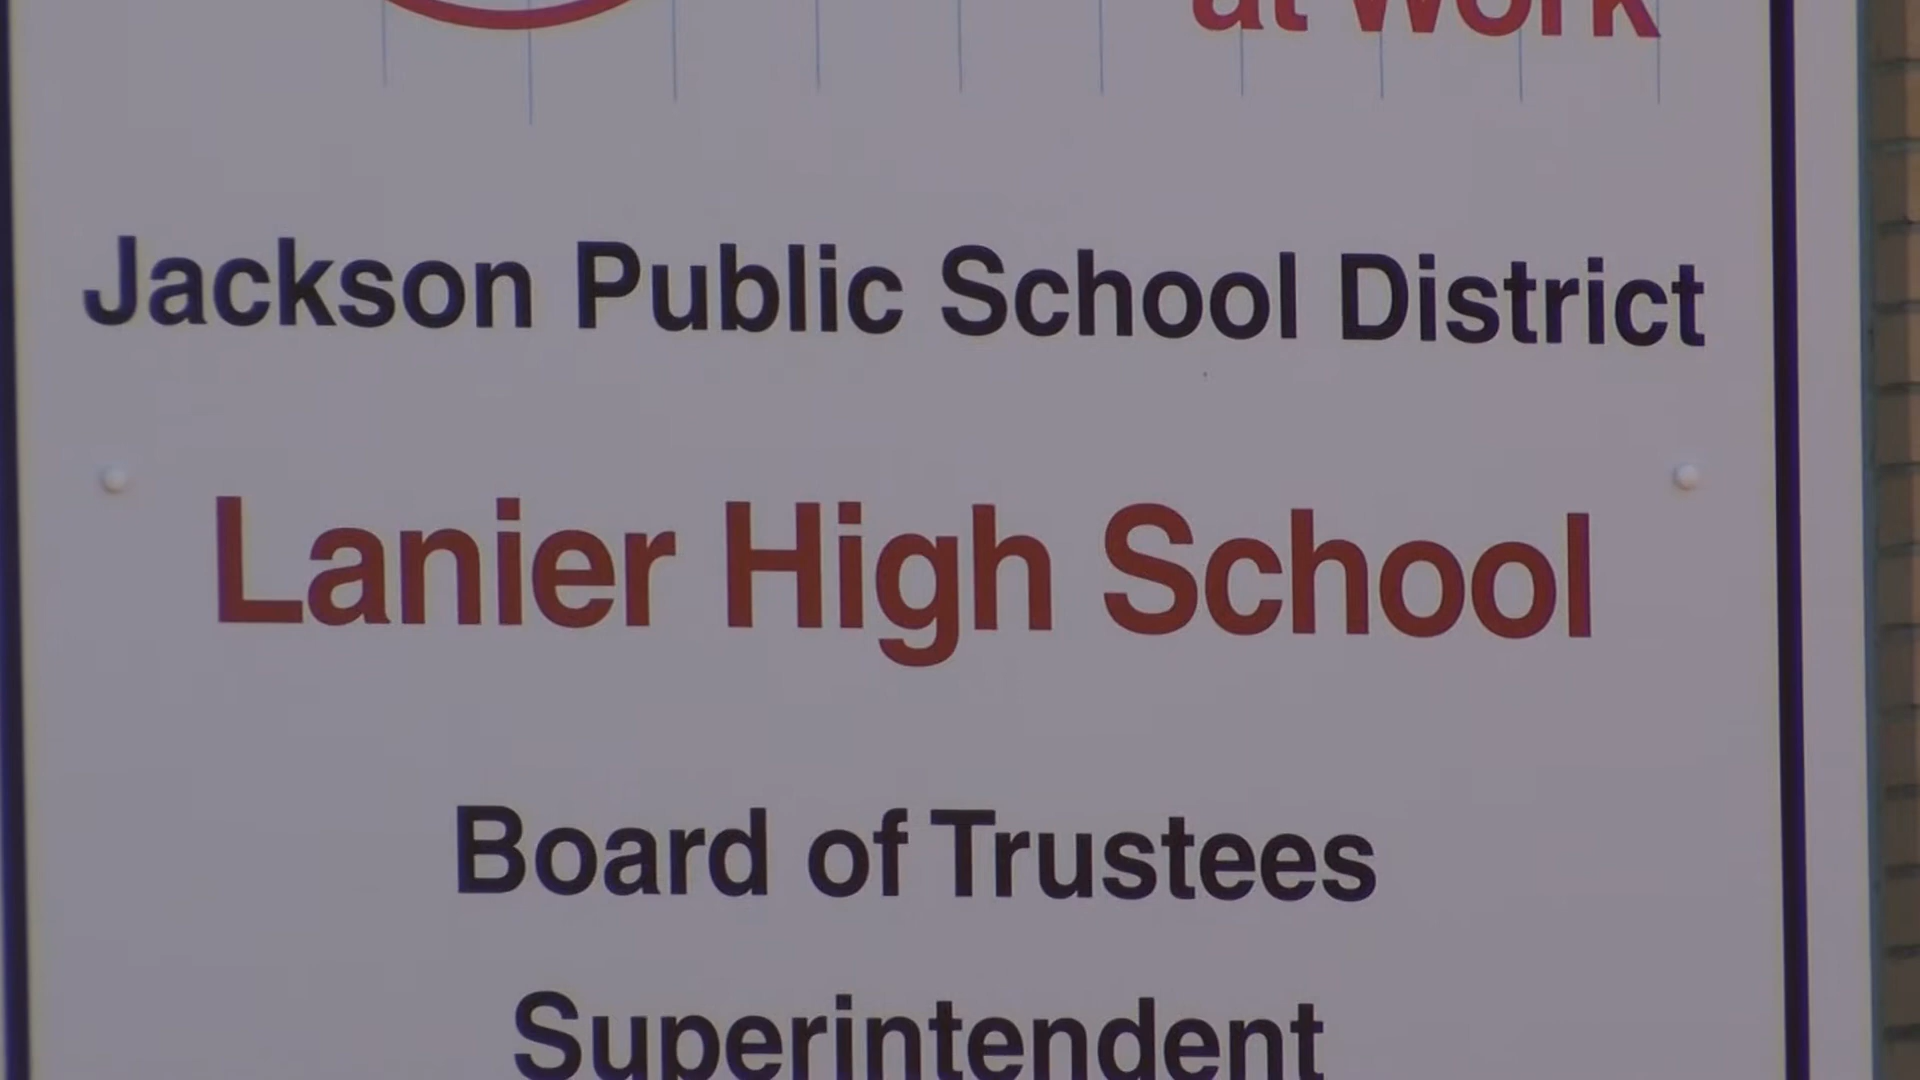 at work
Jackson Public School District
Lanier High School
Board of Trustees
Superintendent